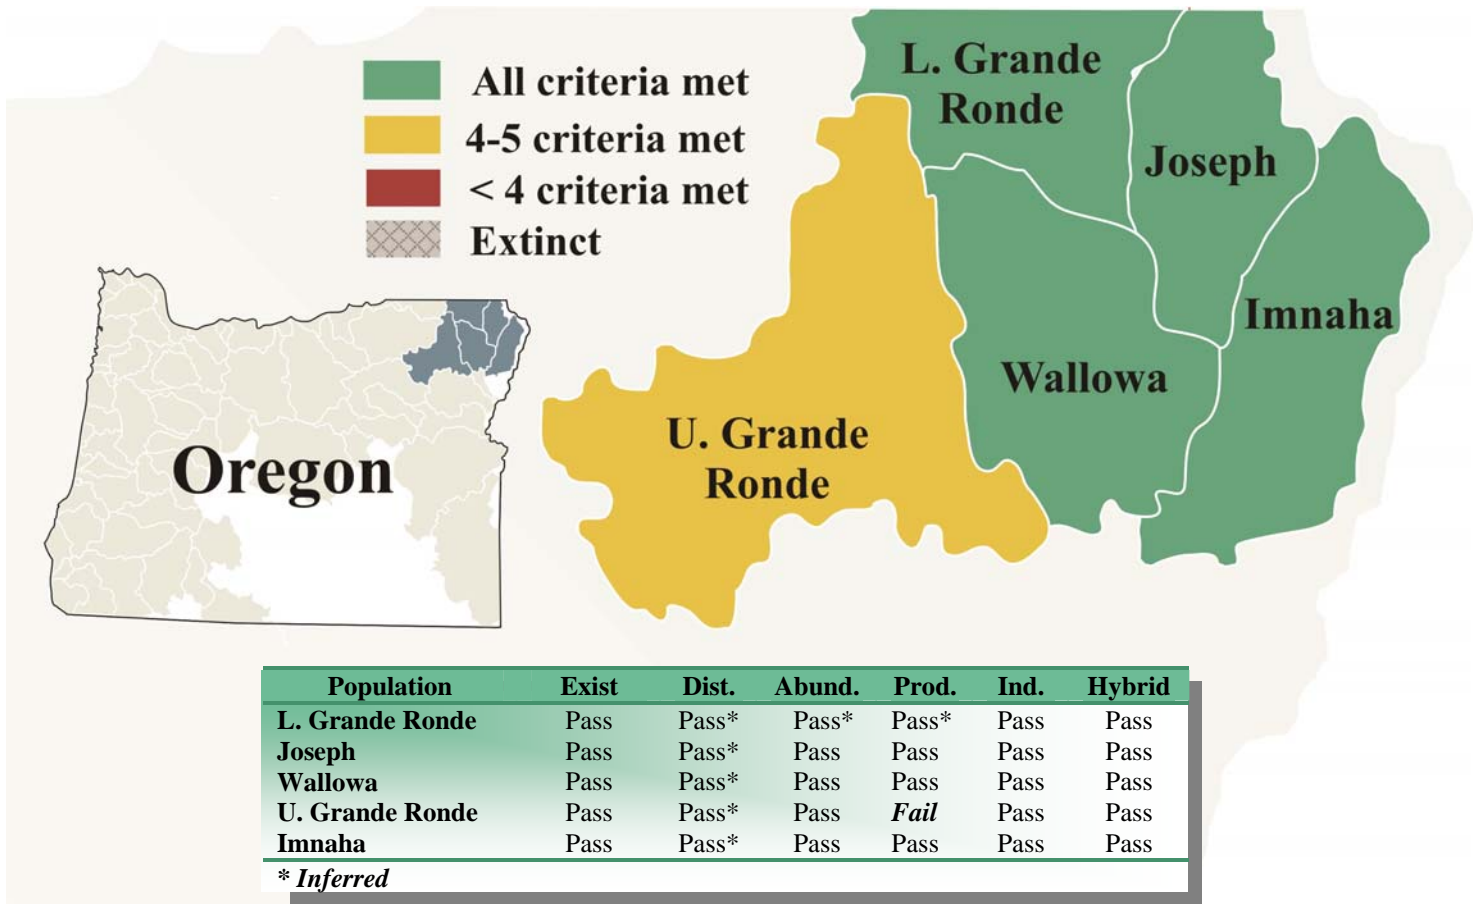 All criteria met
4-5 criteria met
< 4 criteria met
Extinct
L. Grande
Ronde
Joseph
Imnaha
Wallowa
U. Grande
Ronde
Oregon
Population Exist Dist. Abund. Prod. Ind. Hybrid
L. Grande Ronde Pass Pass* Pass* Pass* Pass Pass
Joseph Pass Pass* Pass Pass Pass Pass
Wallowa Pass Pass* Pass Pass Pass Pass
U. Grande Ronde Pass Pass* Pass Fail Pass Pass
Imnaha Pass Pass* Pass Pass Pass Pass
* Inferred